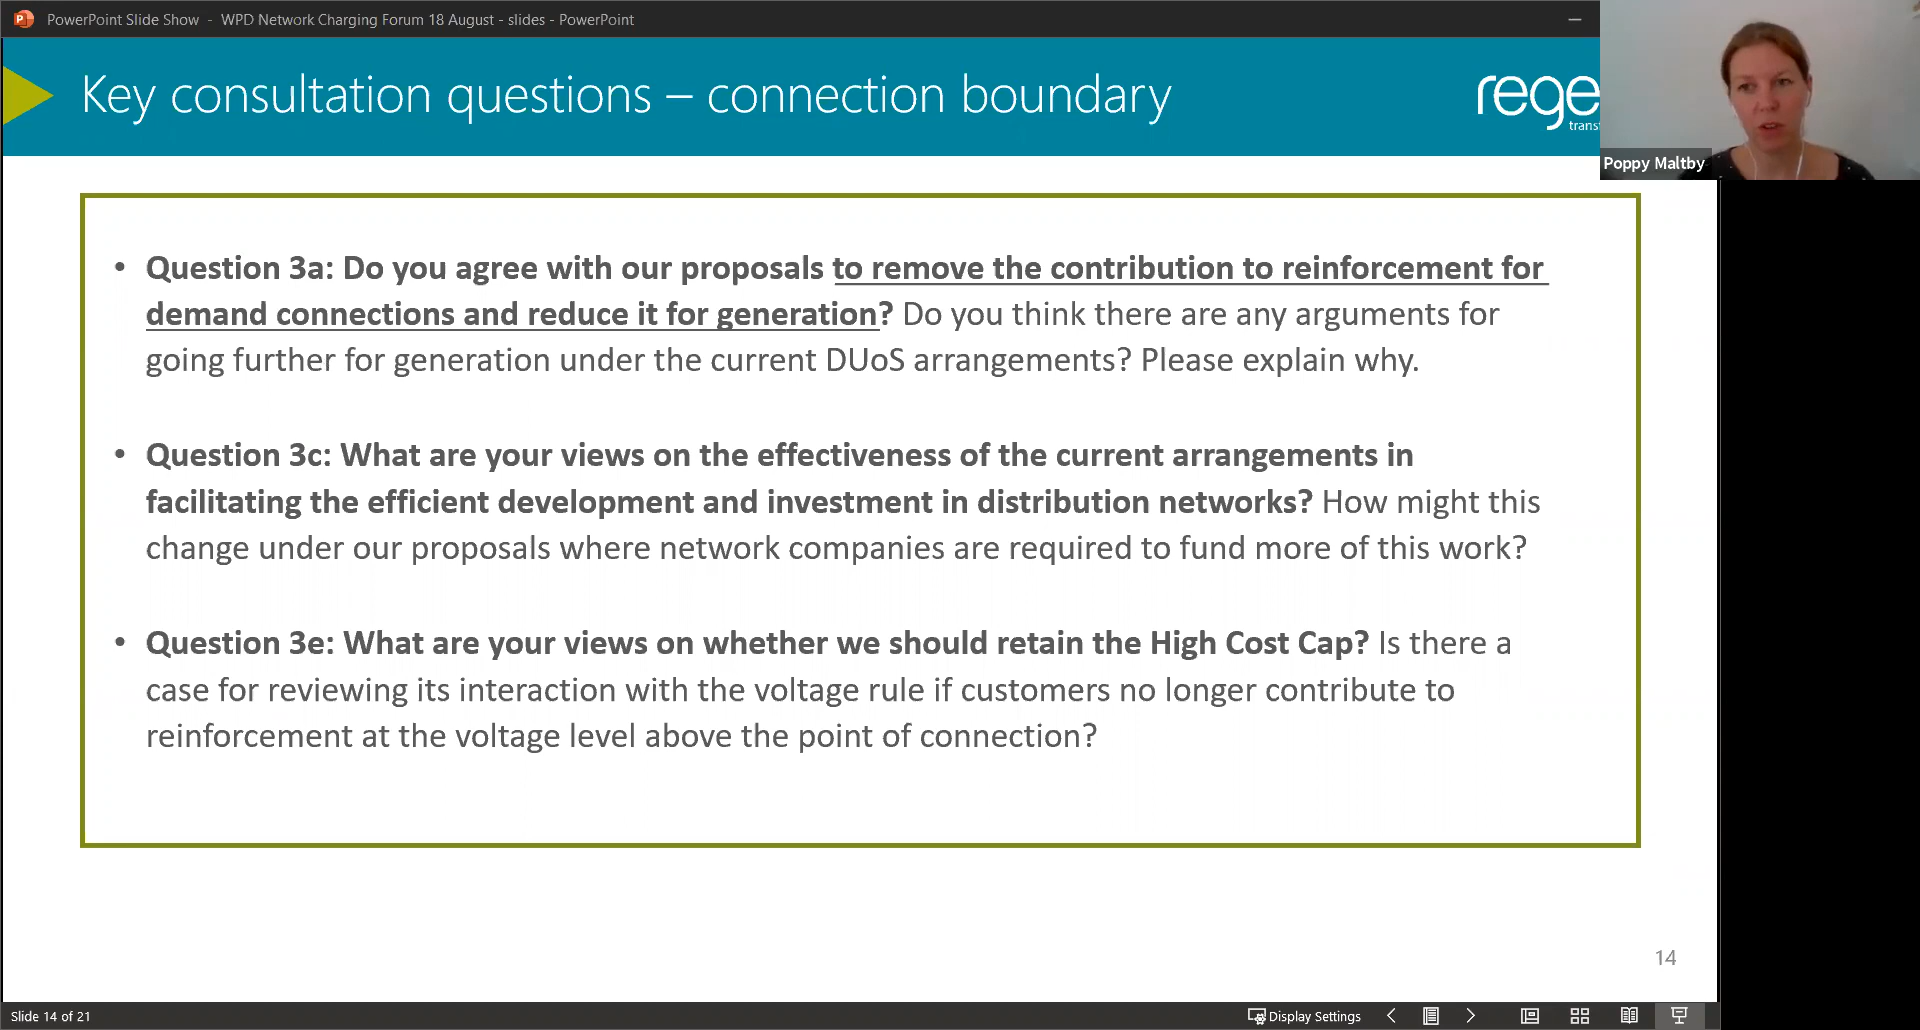 PowerPoint Slide Show - WPD Network Charging Forum 18 August - slides - PowerPoint
Key consultation questions – connection boundary
rege
trans
Poppy Maltby
• Question 3a: Do you agree with our proposals to remove the contribution to reinforcement for
demand connections and reduce it for generation? Do you think there are any arguments for
going further for generation under the current DUoS arrangements? Please explain why.
• Question 3c: What are your views on the effectiveness of the current arrangements in
facilitating the efficient development and investment in distribution networks? How might this
change under our proposals where network companies are required to fund more of this work?
• Question 3e: What are your views on whether we should retain the High Cost Cap? Is there a
case for reviewing its interaction with the voltage rule if customers no longer contribute to
reinforcement at the voltage level above the point of connection?
14
Slide 14 of 21
Display Settings